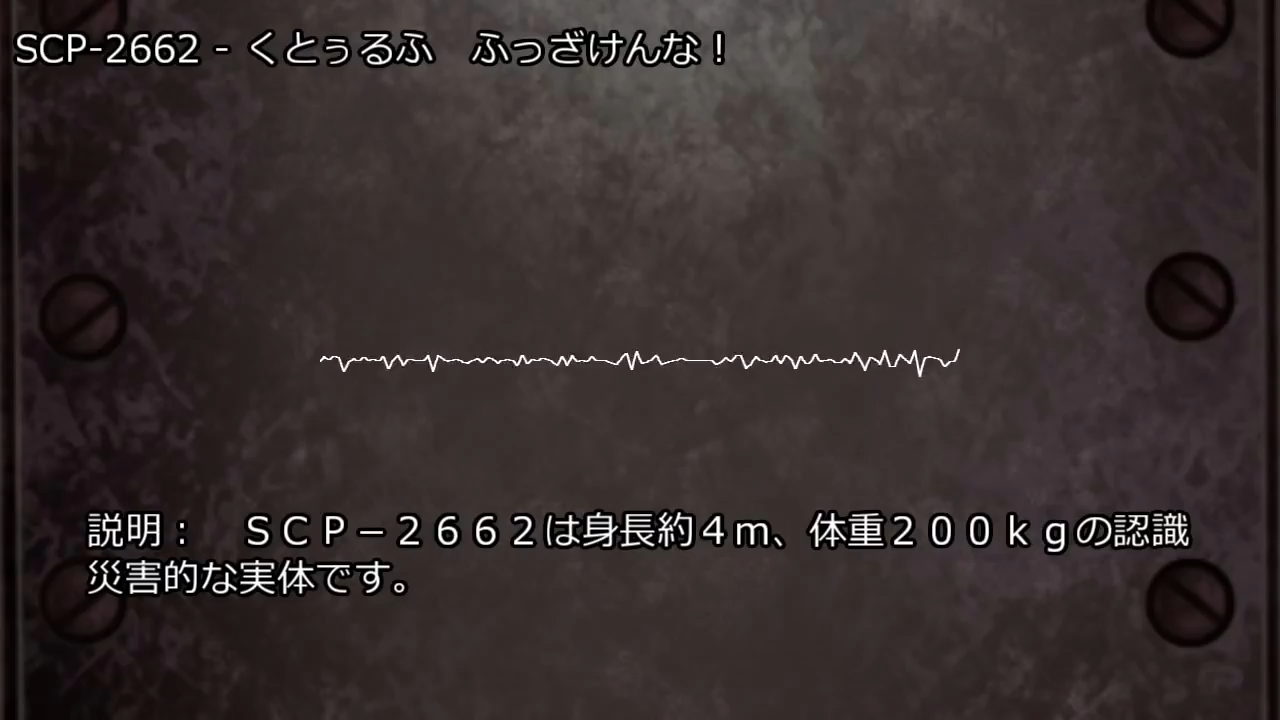 SCP-2662 - くとぅるふ　ふっざけんな！
説明：　ＳＣＰ－２６６２は身長約４ｍ、体重２００ｋｇの認識
災害的な実体です。